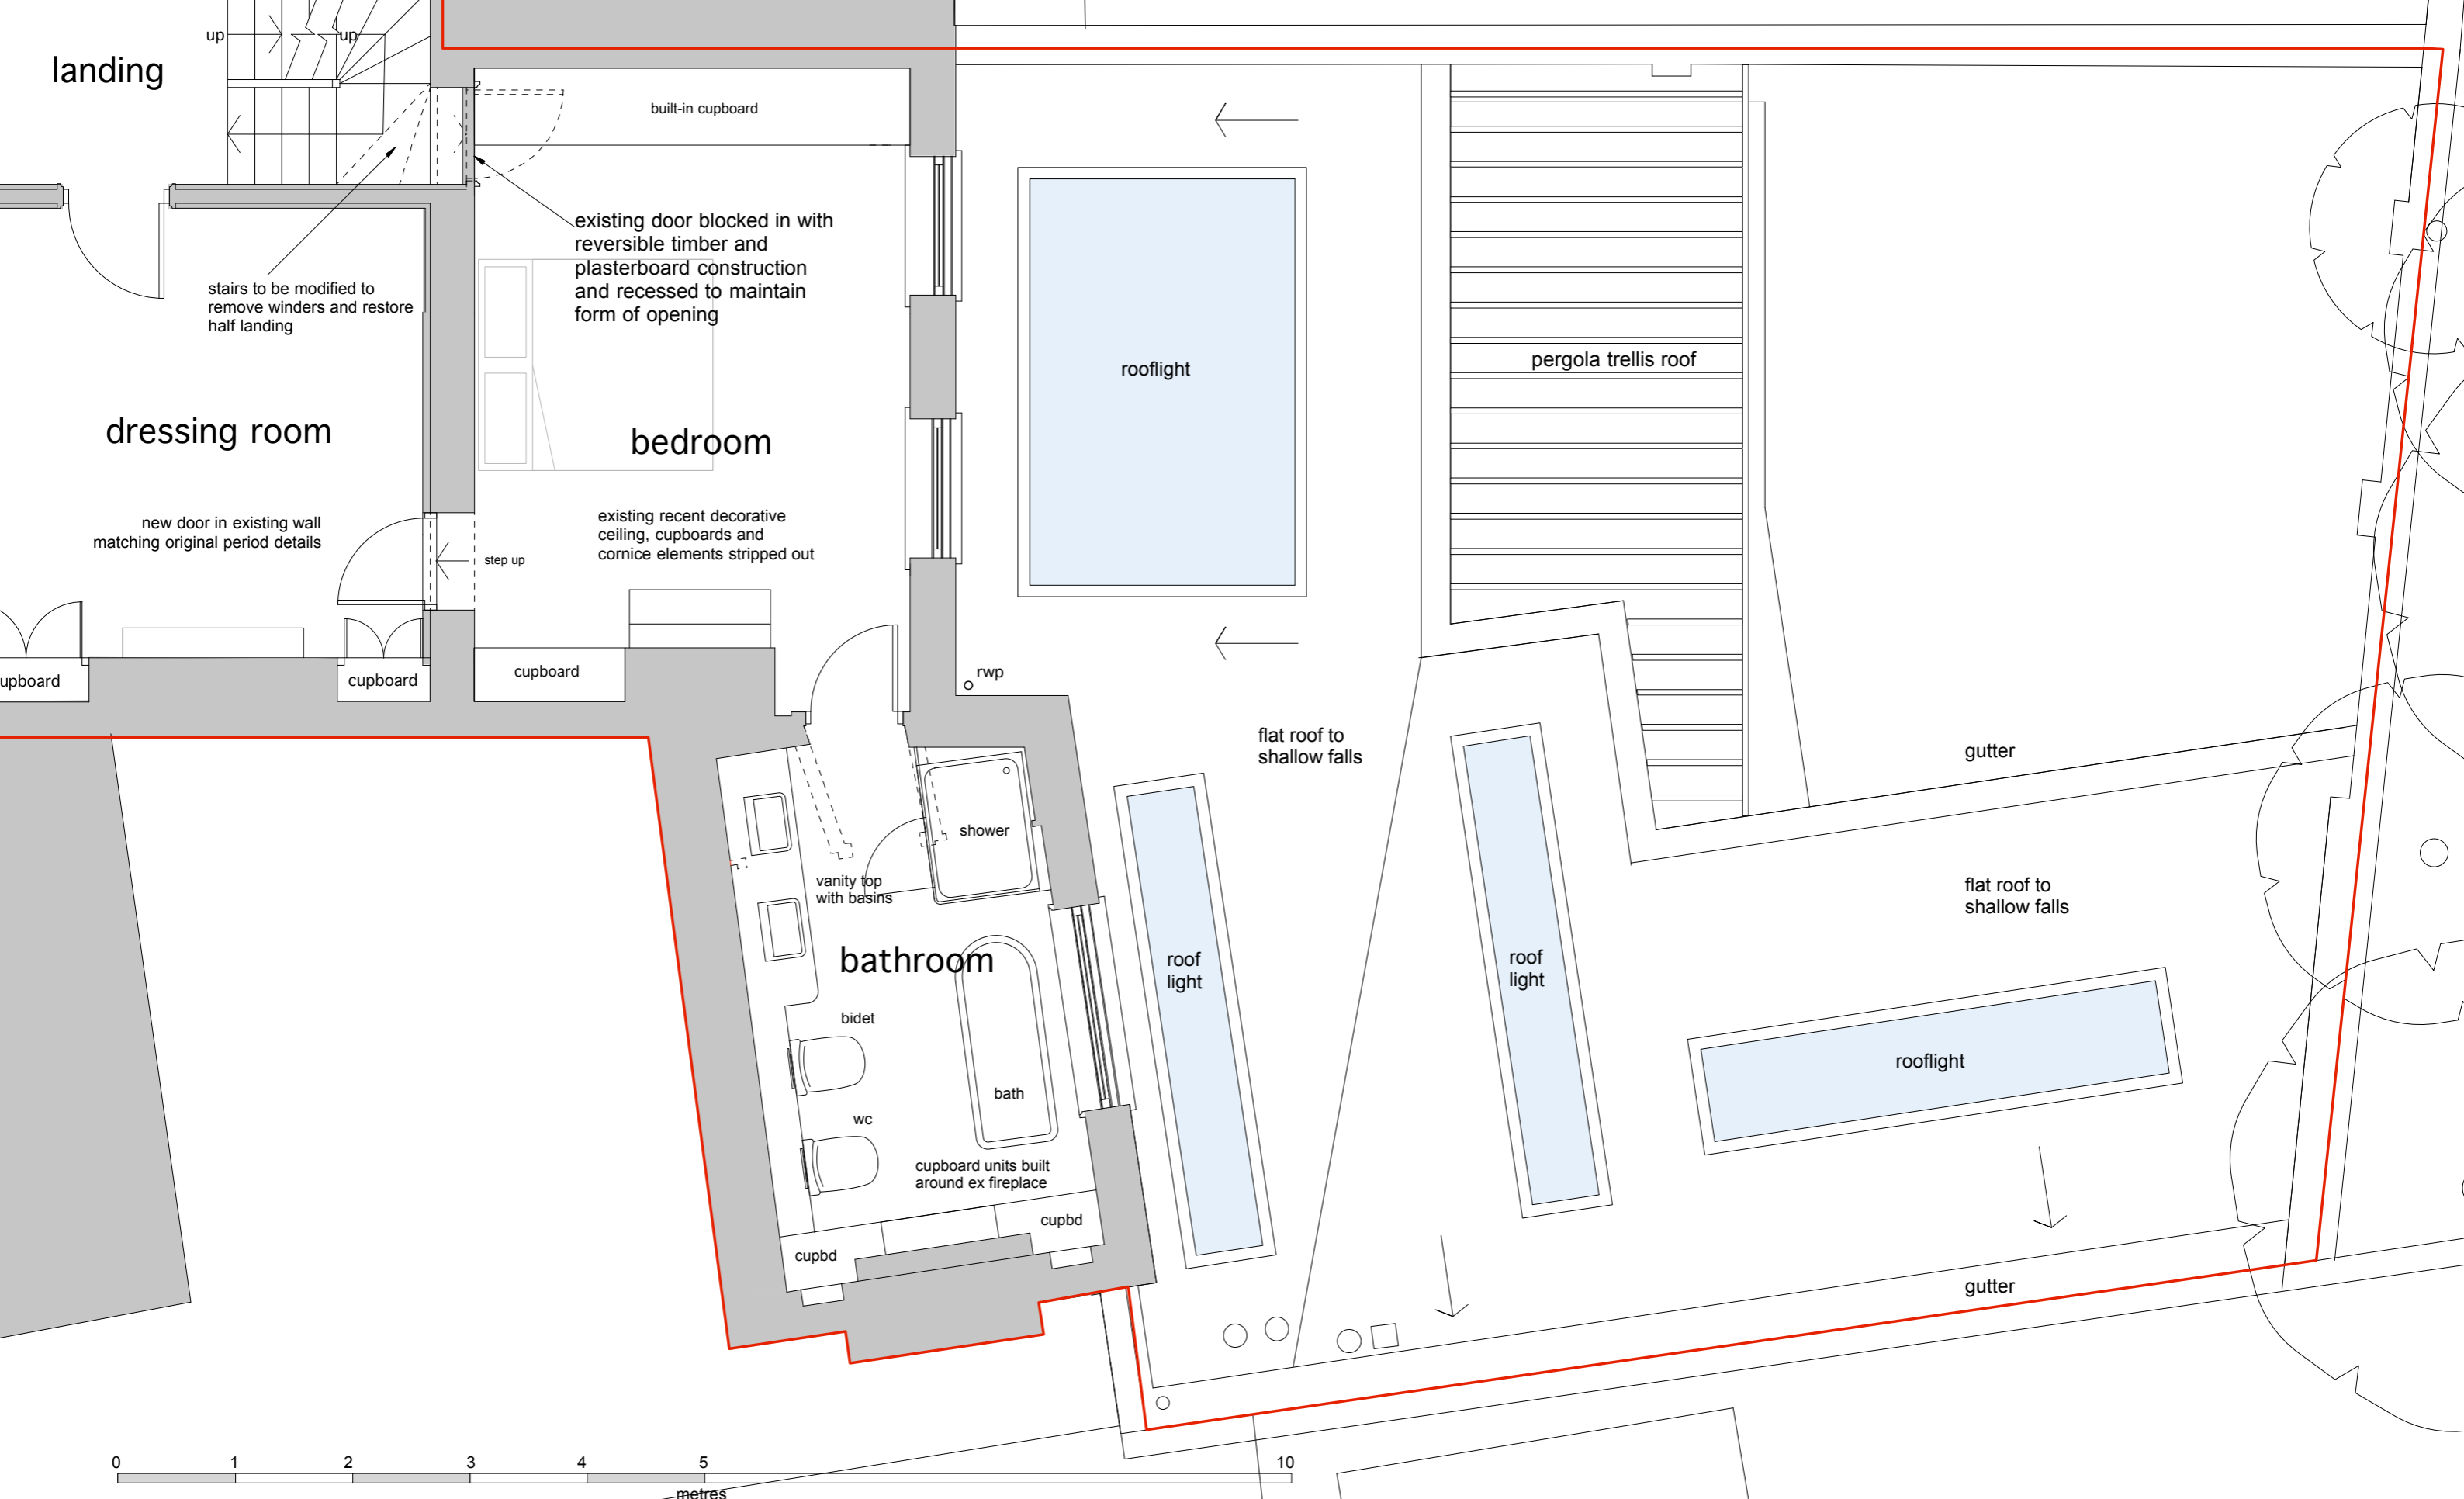 up
up
landing
built-in cupboard
existing door blocked in with
reversible timber and
plasterboard construction
and recessed to maintain
form of opening
stairs to be modified to
remove winders and restore
half landing
rooflight
pergola trellis roof
dressing room
bedroom
new door in existing wall
matching original period details
existing recent decorative
ceiling, cupboards and
cornice elements stripped out
step up
upboard
cupboard
cupboard
rwp
flat roof to
shallow falls
gutter
shower
vanity top
with basins
flat roof to
shallow falls
bathroom
roof
light
roof
light
bidet
rooflight
bath
wc
cupboard units built
around ex fireplace
cupbd
cupbd
gutter
0 1 2 3 4 5 10
metres